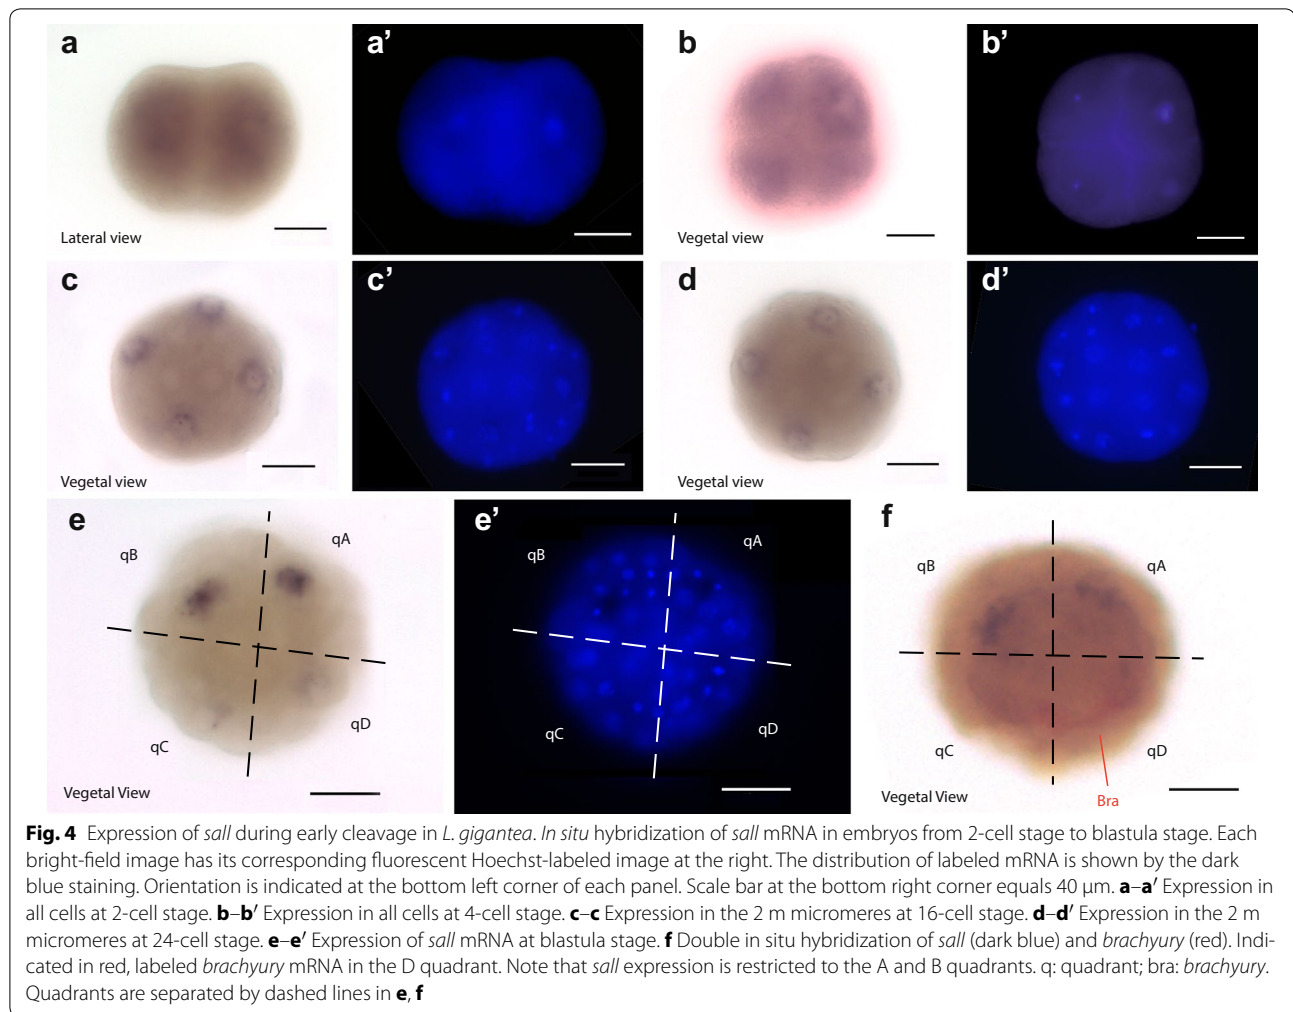 a
a’
b
b’
Lateral view
Vegetal view
c
c’
d
d’
Vegetal view
Vegetal view
e
qA
qB
qD
qC
Vegetal View
e’
qA
qB
qD
qC
f
qA
qB
qC
qD
Bra
Vegetal View
Fig. 4 Expression of sall during early cleavage in L. gigantea. In situ hybridization of sall mRNA in embryos from 2-cell stage to blastula stage. Each
bright-field image has its corresponding fluorescent Hoechst-labeled image at the right. The distribution of labeled mRNA is shown by the dark
blue staining. Orientation is indicated at the bottom left corner of each panel. Scale bar at the bottom right corner equals 40 µm. a–a′ Expression in
all cells at 2-cell stage. b–b′ Expression in all cells at 4-cell stage. c–c Expression in the 2 m micromeres at 16-cell stage. d–d′ Expression in the 2 m
micromeres at 24-cell stage. e–e′ Expression of sall mRNA at blastula stage. f Double in situ hybridization of sall (dark blue) and brachyury (red). Indi-
cated in red, labeled brachyury mRNA in the D quadrant. Note that sall expression is restricted to the A and B quadrants. q: quadrant; bra: brachyury.
Quadrants are separated by dashed lines in e, f